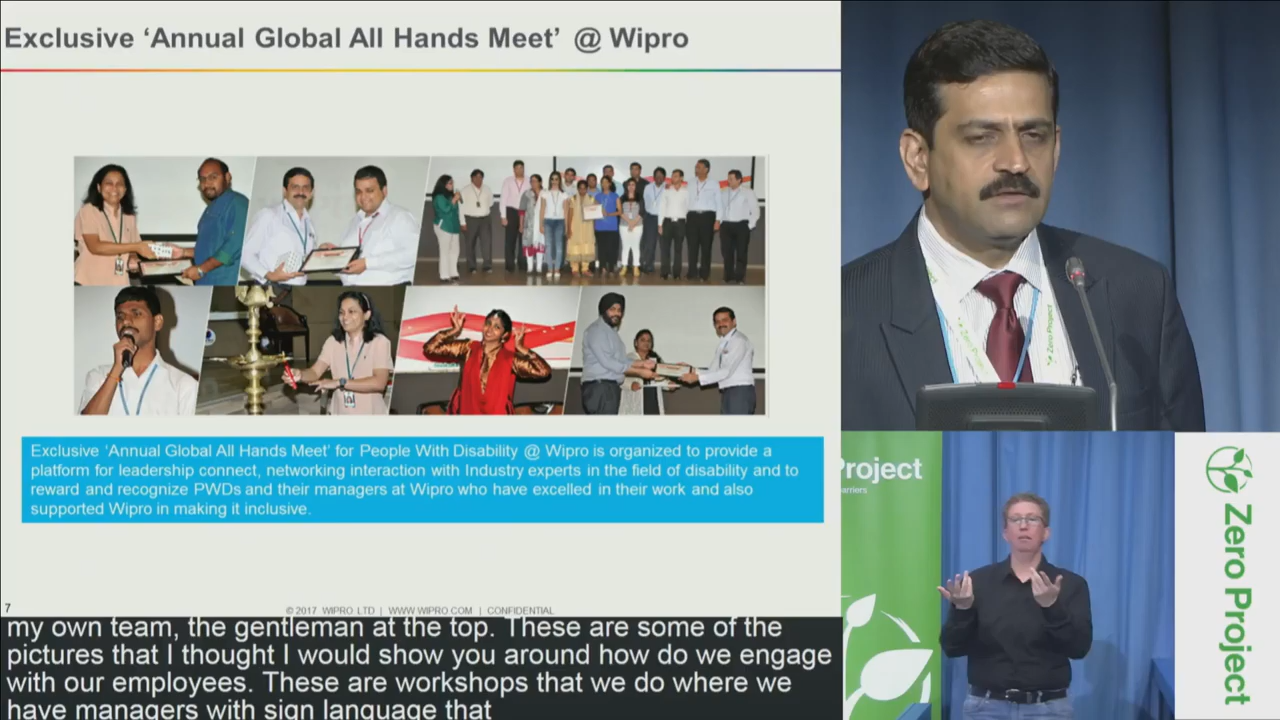 Exclusive ‘Annual Global All Hands Meet’ @ Wipro
Exclusive ‘Annual Global All Hands Meet’ for People With Disability @ Wipro is organized to provide a
platform for leadership connect, networking interaction with Industry experts in the field of disability and to
reward and recognize PWDs and their managers at Wipro who have excelled in their work and also
supported Wipro in making it inclusive.
7
© 2017 WIPRO LTD | WWW.WIPRO.COM | CONFIDENTIAL
my own team, the gentleman at the top. These are some of the
pictures that I thought I would show you around how do we engage
with our employees. These are workshops that we do where we
have managers with sign language that
Zero Project
Project
arriers
Zero Project